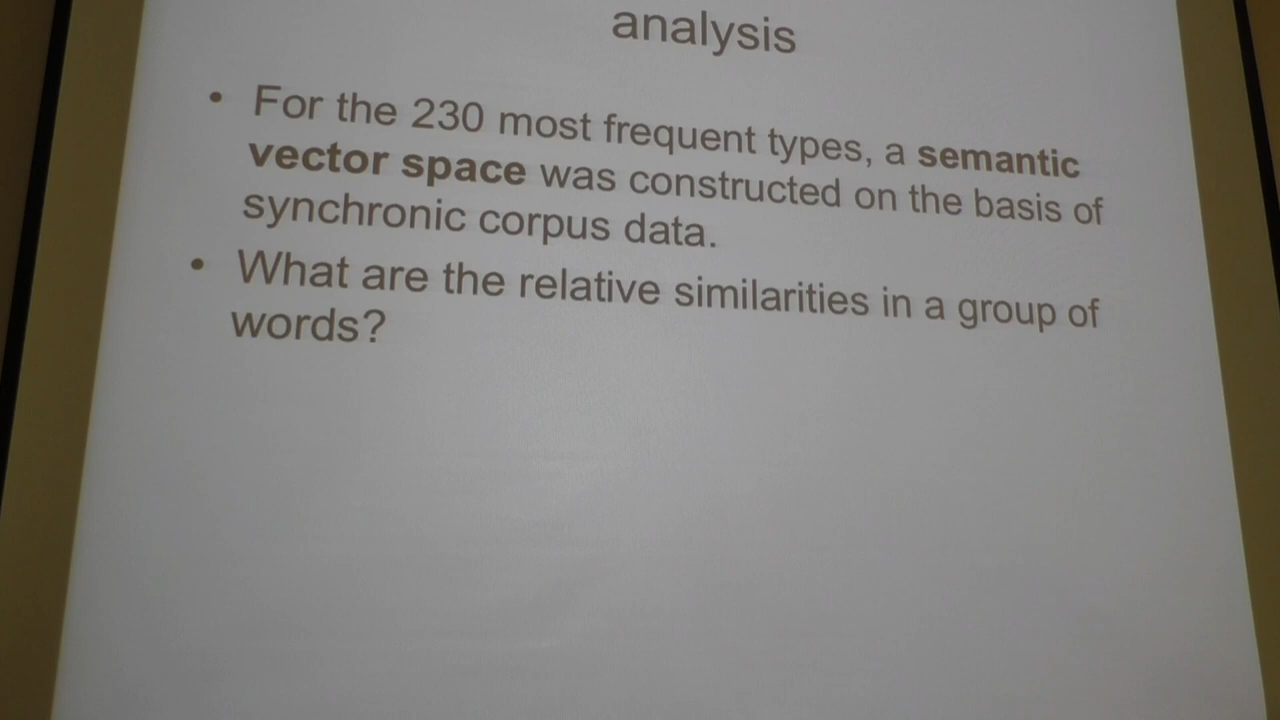 analysis
• For the 230 most frequent types, a semantic
vector space was constructed on the basis of
synchronic corpus data.
• What are the relative similarities in a group of
words?